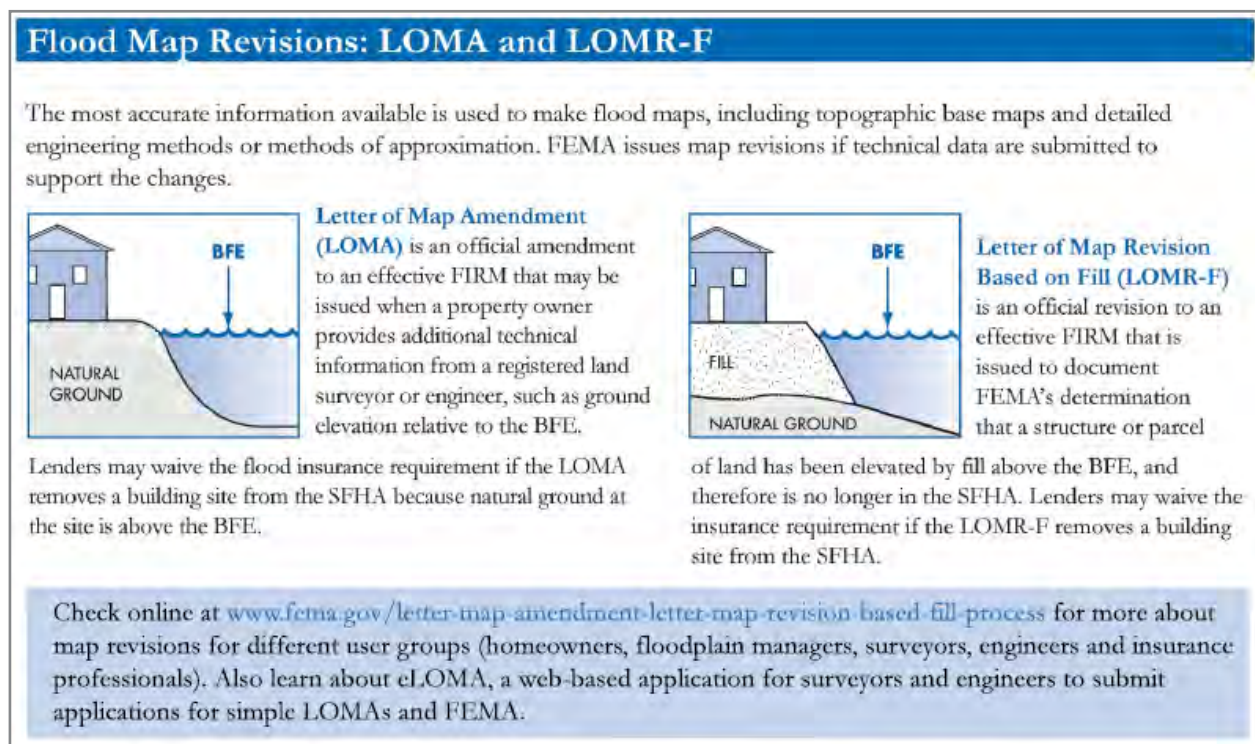 Flood Map Revisions: LOMA and LOMR-F
The most accurate information available is used to make flood maps, including topographic base maps and detailed
engineering methods or methods of approximation. FEMA issues map revisions if technical data are submitted to
support the changes.
BFE
NATURAL
GROUND
Letter of Map Amendment
(LOMA) is an official amendment
to an effective FIRM that may be
issued when a property owner
provides additional technical
information from a registered land
surveyor or engineer, such as ground
elevation relative to the BFE.
Lenders may waive the flood insurance requirement if the LOMA
removes a building site from the SFHA because natural ground at
the site is above the BFE.
BFE
FILL
NATURAL GROUND
Letter of Map Revision
Based on Fill (LOMR-F)
is an official revision to an
effective FIRM that is
issued to document
FEMA's determination
that a structure or parcel
of land has been elevated by fill above the BFE, and
therefore is no longer in the SFHA. Lenders may waive the
insurance requirement if the LOMR-F removes a building
site from the SFHA.
Check online at www.fema.gov/letter-map-amendment-letter-map-revision-based-fill-process for more about
map revisions for different user groups (homeowners, floodplain managers, surveyors, engineers and insurance
professionals). Also learn about eLOMA, a web-based application for surveyors and engineers to submit
applications for simple LOMAs and FEMA.